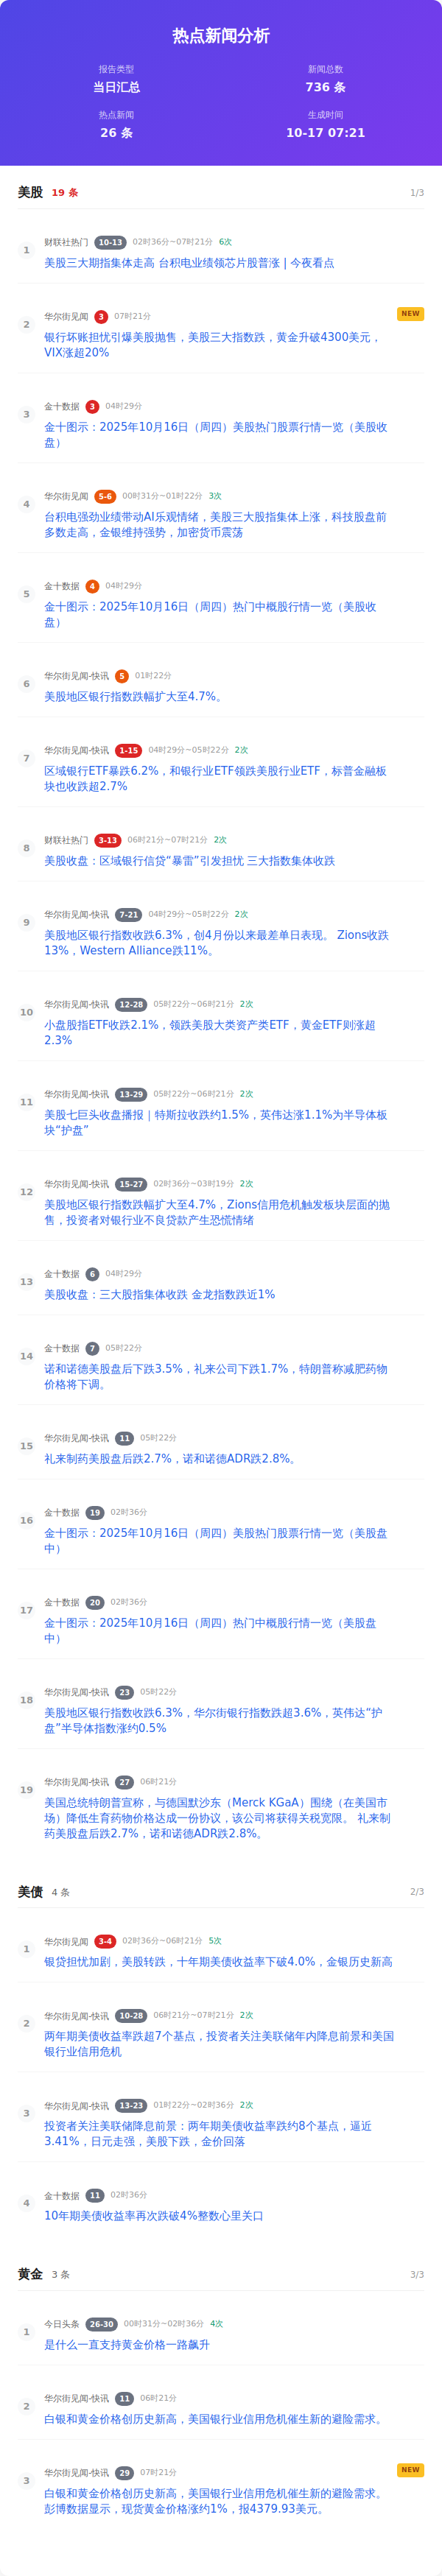 热点新闻分析
报告类型
当日汇总
新闻总数
736 条
热点新闻
26 条
生成时间
10-17 07:21
美股 19 条 1/3
1
财联社热门 10-13 02时36分~07时21分 6次
美股三大期指集体走高 台积电业绩领芯片股普涨 | 今夜看点
2
华尔街见闻 3 07时21分
NEW
银行坏账担忧引爆美股抛售，美股三大指数跌，黄金升破4300美元，
VIX涨超20%
3
金十数据 3 04时29分
金十图示：2025年10月16日（周四）美股热门股票行情一览（美股收
盘）
4
华尔街见闻 5-6 00时31分~01时22分 3次
台积电强劲业绩带动AI乐观情绪，美股三大股指集体上涨，科技股盘前
多数走高，金银维持强势，加密货币震荡
5
金十数据 4 04时29分
金十图示：2025年10月16日（周四）热门中概股行情一览（美股收
盘）
6
华尔街见闻-快讯 5 01时22分
美股地区银行指数跌幅扩大至4.7%。
7
华尔街见闻-快讯 1-15 04时29分~05时22分 2次
区域银行ETF暴跌6.2%，和银行业ETF领跌美股行业ETF，标普金融板
块也收跌超2.7%
8
财联社热门 3-13 06时21分~07时21分 2次
美股收盘：区域银行信贷“暴雷”引发担忧 三大指数集体收跌
9
华尔街见闻-快讯 7-21 04时29分~05时22分 2次
美股地区银行指数收跌6.3%，创4月份以来最差单日表现。 Zions收跌
13%，Western Alliance跌11%。
10
华尔街见闻-快讯 12-28 05时22分~06时21分 2次
小盘股指ETF收跌2.1%，领跌美股大类资产类ETF，黄金ETF则涨超
2.3%
11
华尔街见闻-快讯 13-29 05时22分~06时21分 2次
美股七巨头收盘播报｜特斯拉收跌约1.5%，英伟达涨1.1%为半导体板
块“护盘”
12
华尔街见闻-快讯 15-27 02时36分~03时19分 2次
美股地区银行指数跌幅扩大至4.7%，Zions信用危机触发板块层面的抛
售，投资者对银行业不良贷款产生恐慌情绪
13
金十数据 6 04时29分
美股收盘：三大股指集体收跌 金龙指数跌近1%
14
金十数据 7 05时22分
诺和诺德美股盘后下跌3.5%，礼来公司下跌1.7%，特朗普称减肥药物
价格将下调。
15
华尔街见闻-快讯 11 05时22分
礼来制药美股盘后跌2.7%，诺和诺德ADR跌2.8%。
16
金十数据 19 02时36分
金十图示：2025年10月16日（周四）美股热门股票行情一览（美股盘
中）
17
金十数据 20 02时36分
金十图示：2025年10月16日（周四）热门中概股行情一览（美股盘
中）
18
华尔街见闻-快讯 23 05时22分
美股地区银行指数收跌6.3%，华尔街银行指数跌超3.6%，英伟达“护
盘”半导体指数涨约0.5%
19
华尔街见闻-快讯 27 06时21分
美国总统特朗普宣称，与德国默沙东（Merck KGaA）围绕（在美国市
场）降低生育药物价格达成一份协议，该公司将获得关税宽限。 礼来制
药美股盘后跌2.7%，诺和诺德ADR跌2.8%。
美债 4 条 2/3
1
华尔街见闻 3-4 02时36分~06时21分 5次
银贷担忧加剧，美股转跌，十年期美债收益率下破4.0%，金银历史新高
2
华尔街见闻-快讯 10-28 06时21分~07时21分 2次
两年期美债收益率跌超7个基点，投资者关注美联储年内降息前景和美国
银行业信用危机
3
华尔街见闻-快讯 13-23 01时22分~02时36分 2次
投资者关注美联储降息前景：两年期美债收益率跌约8个基点，逼近
3.41%，日元走强，美股下跌，金价回落
4
金十数据 11 02时36分
10年期美债收益率再次跌破4%整数心里关口
黄金 3 条 3/3
1
今日头条 26-30 00时31分~02时36分 4次
是什么一直支持黄金价格一路飙升
2
华尔街见闻-快讯 11 06时21分
白银和黄金价格创历史新高，美国银行业信用危机催生新的避险需求。
3
华尔街见闻-快讯 29 07时21分
NEW
白银和黄金价格创历史新高，美国银行业信用危机催生新的避险需求。
彭博数据显示，现货黄金价格涨约1%，报4379.93美元。